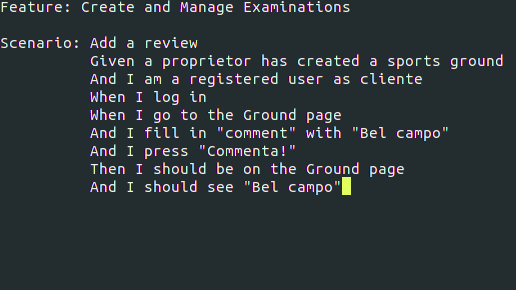 Feature: Create and Manage Examinations
Scenario: Add a review
Given a proprietor has created a sports ground
And I am a registered user as cliente
When I log in
When I go to the Ground page
And I fill in "comment" with "Bel campo"
And I press "Commenta!"
Then I should be on the Ground page
And I should see "Bel campo"